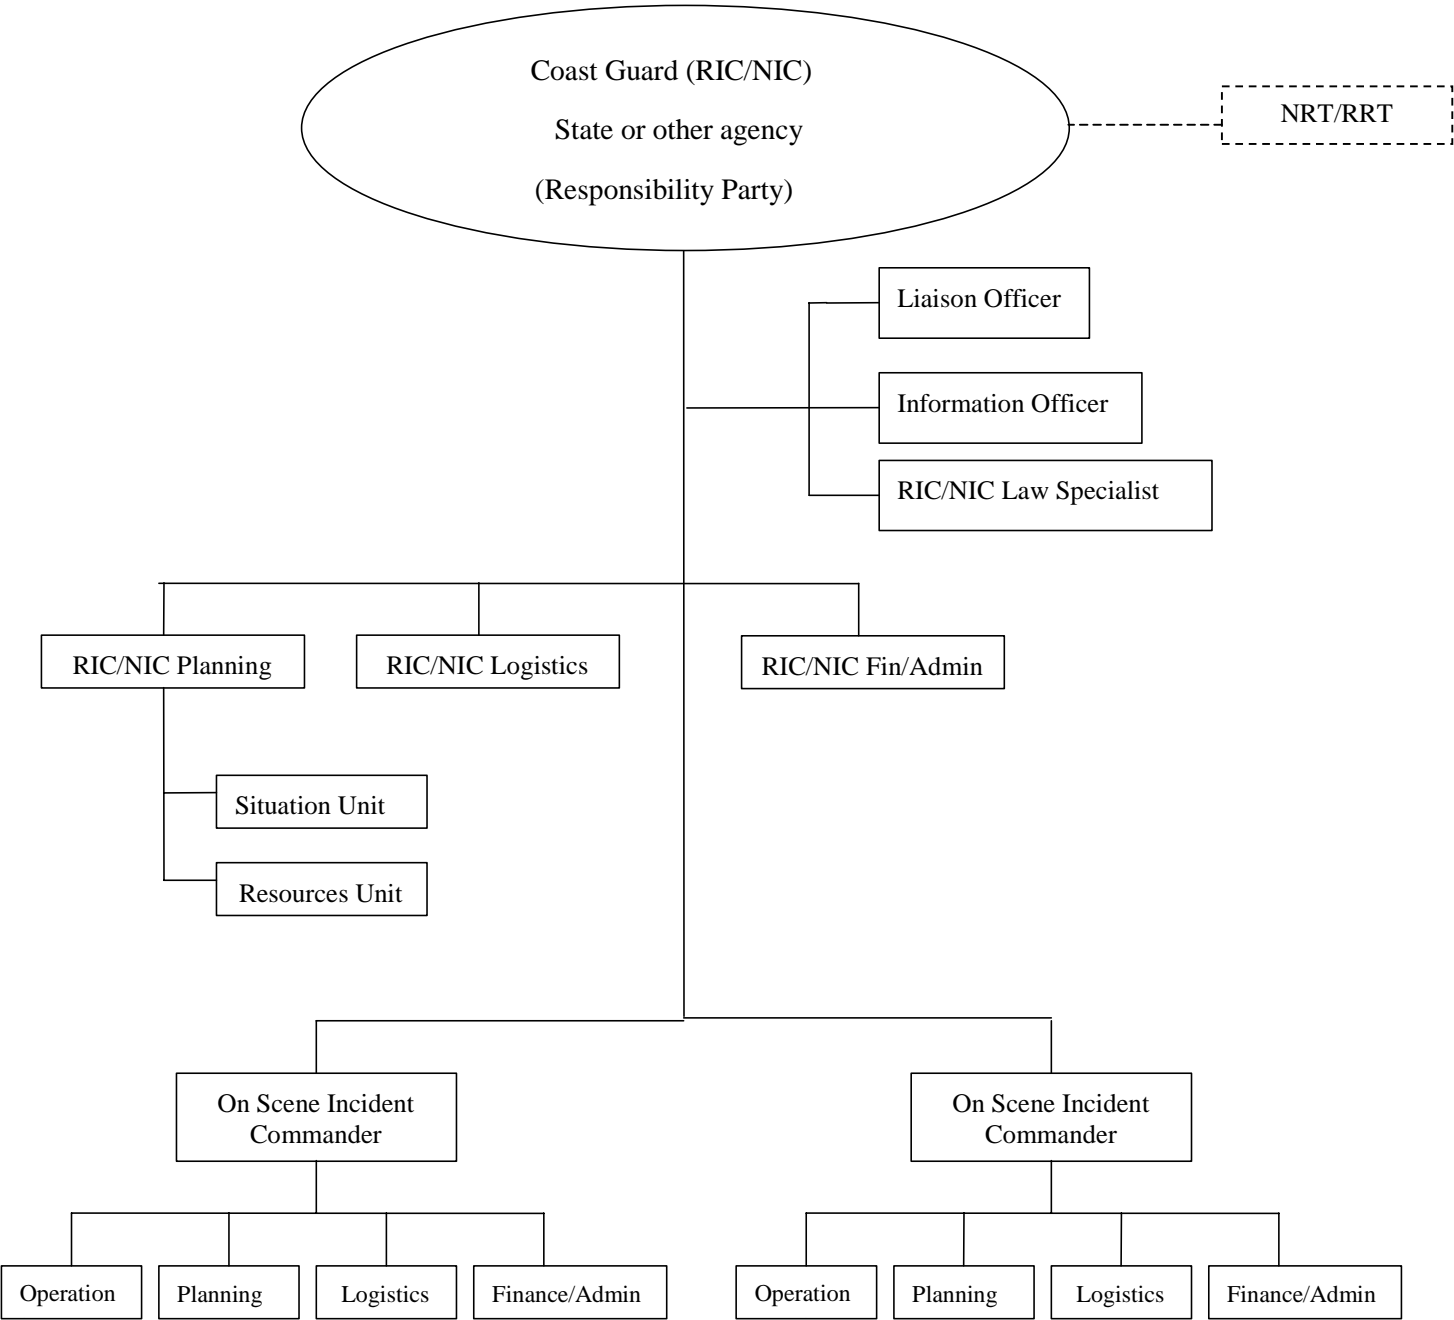 Coast Guard (RIC/NIC)
State or other agency
(Responsibility Party)
NRT/RRT
Liaison Officer
Information Officer
RIC/NIC Law Specialist
RIC/NIC Planning
RIC/NIC Logistics
RIC/NIC Fin/Admin
Situation Unit
Resources Unit
On Scene Incident
Commander
On Scene Incident
Commander
Operation
Planning
Logistics
Finance/Admin
Operation
Planning
Logistics
Finance/Admin